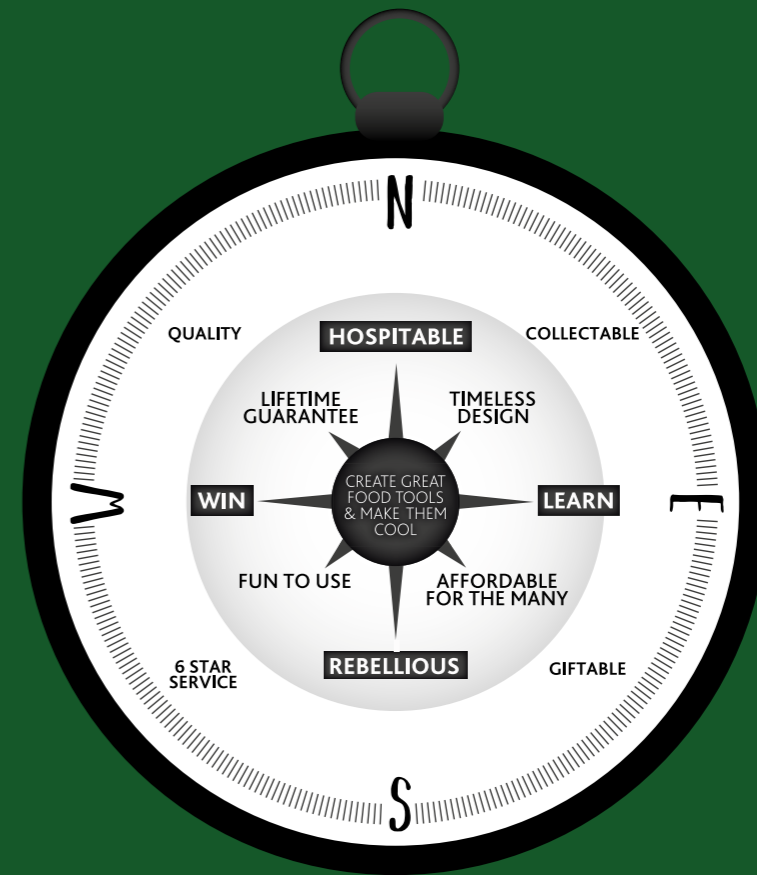 N
QUALITY
HOSPITABLE
COLLECTABLE
LIFETIME
GUARANTEE
TIMELESS
DESIGN
W
WIN
CREATE GREAT
FOOD TOOLS
& MAKE THEM
COOL
LEARN
E
FUN TO USE
AFFORDABLE
FOR THE MANY
6 STAR
SERVICE
REBELLIOUS
GIFTABLE
S